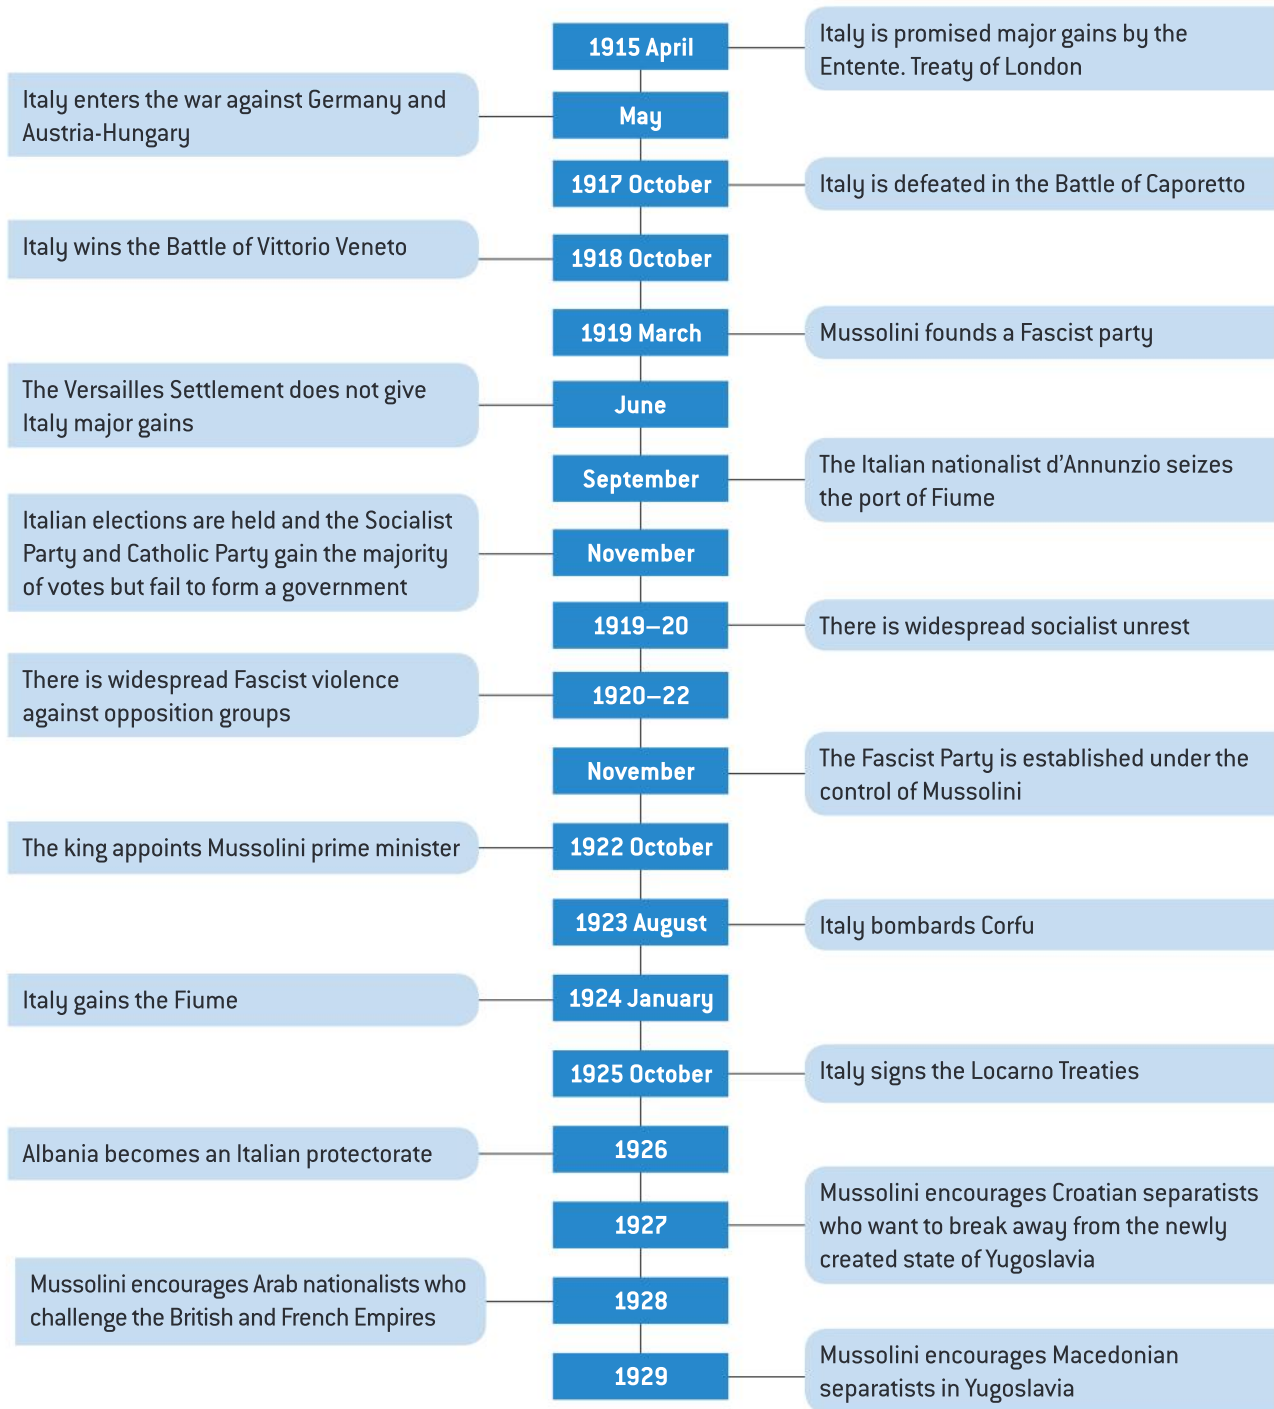 1915 April
Italy is promised major gains by the
Entente. Treaty of London
May
Italy enters the war against Germany and
Austria-Hungary
1917 October
Italy is defeated in the Battle of Caporetto
1918 October
Italy wins the Battle of Vittorio Veneto
1919 March
Mussolini founds a Fascist party
June
The Versailles Settlement does not give
Italy major gains
September
The Italian nationalist d’Annunzio seizes
the port of Fiume
November
Italian elections are held and the Socialist
Party and Catholic Party gain the majority
of votes but fail to form a government
1919–20
There is widespread socialist unrest
1920–22
There is widespread Fascist violence
against opposition groups
November
The Fascist Party is established under the
control of Mussolini
1922 October
The king appoints Mussolini prime minister
1923 August
Italy bombards Corfu
1924 January
Italy gains the Fiume
1925 October
Italy signs the Locarno Treaties
1926
Albania becomes an Italian protectorate
1927
Mussolini encourages Croatian separatists
who want to break away from the newly
created state of Yugoslavia
1928
Mussolini encourages Arab nationalists who
challenge the British and French Empires
1929
Mussolini encourages Macedonian
separatists in Yugoslavia